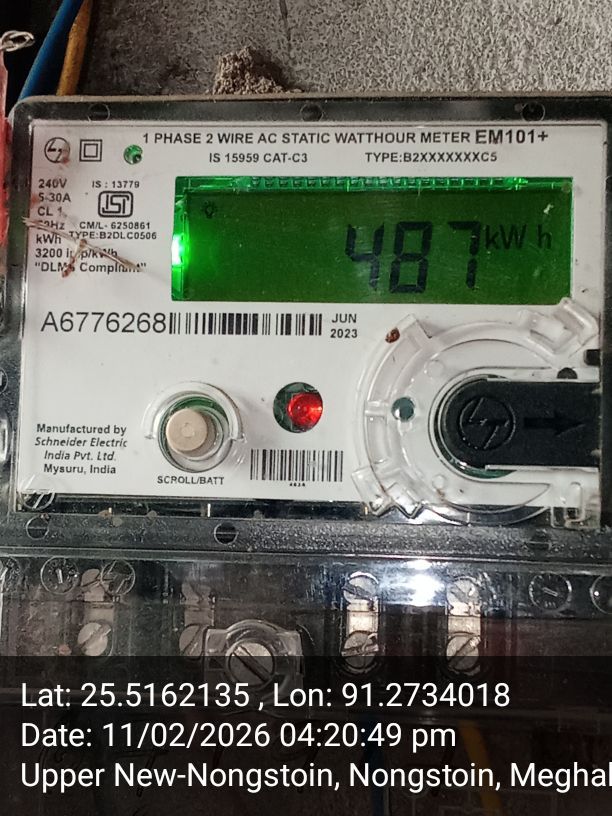 1 PHASE 2 WIRE AC STATIC WATTHOUR METER EM101+
IS 15959 CAT-C3 TYPE:B2XXXXXXXC5
240V IS : 13779
5-30A
CL 1
CM/L- 6250861
TYPE:B2DLC0506
kWh
3200 imp/kWh
"DLMS Compliant"
487 kW h
A6776268
JUN
2023
Manufactured by
Schneider Electric
India Pvt. Ltd.
Mysuru, India
SCROLL/BATT
Lat: 25.5162135 , Lon: 91.2734018
Date: 11/02/2026 04:20:49 pm
Upper New-Nongstoin, Nongstoin, Meghal